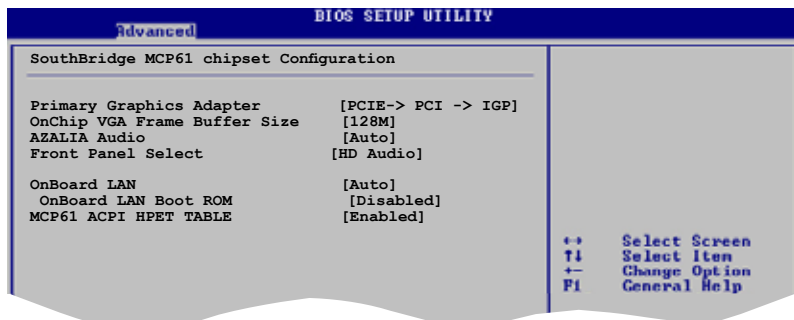 BIOS SETUP UTILITY
Advanced
SouthBridge MCP61 chipset Configuration
Primary Graphics Adapter [PCIE-> PCI -> IGP]
OnChip VGA Frame Buffer Size [128M]
AZALIA Audio [Auto]
Front Panel Select [HD Audio]
OnBoard LAN [Auto]
OnBoard LAN Boot ROM [Disabled]
MCP61 ACPI HPET TABLE [Enabled]
↔ Select Screen
↑↓ Select Item
+- Change Option
F1 General Help